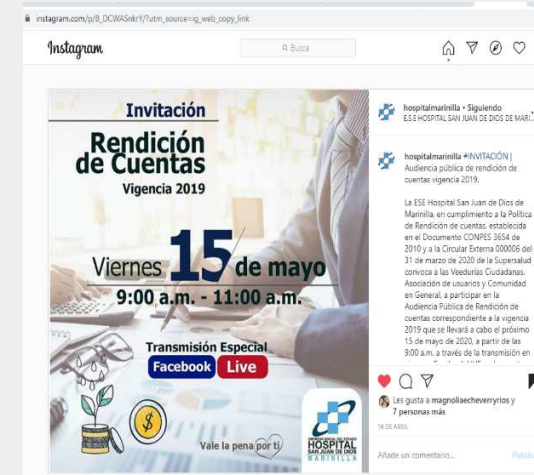 instagram.com/p/B_DCWASnkrY/?utm_source=ig_web_copy_link
Instagram
Busca
Invitación
Rendición
de Cuentas
Vigencia 2019
Viernes 15 de mayo
9:00 a.m. - 11:00 a.m.
Transmisión Especial
Facebook Live
Vale la pena por ti
HOSPITAL
SAN JUAN DE DIOS
MARINILLA
hospitalmarinilla • Siguiendo
E.S.E HOSPITAL SAN JUAN DE DIOS DE MARI...
hospitalmarinilla #INVITACIÓN |
Audiencia pública de rendición de
cuentas vigencia 2019.
La ESE Hospital San Juan de Dios de
Marinilla, en cumplimiento a la Política
de Rendición de cuentas, establecida
en el Documento CONPES 3654 de
2010 y a la Circular Externa 000006 del
31 de marzo de 2020 de la Supersalud
convoca a las Veedurías Ciudadanas,
Asociación de usuarios y Comunidad
en General, a participar en la
Audiencia Pública de Rendición de
cuentas correspondiente a la vigencia
2019 que se llevará a cabo el próximo
15 de mayo de 2020, a partir de las
9:00 a.m. a través de la transmisión en
Les gusta a magnoliaecheverryrios y
7 personas más
16 DE ABRIL
Añade un comentario...